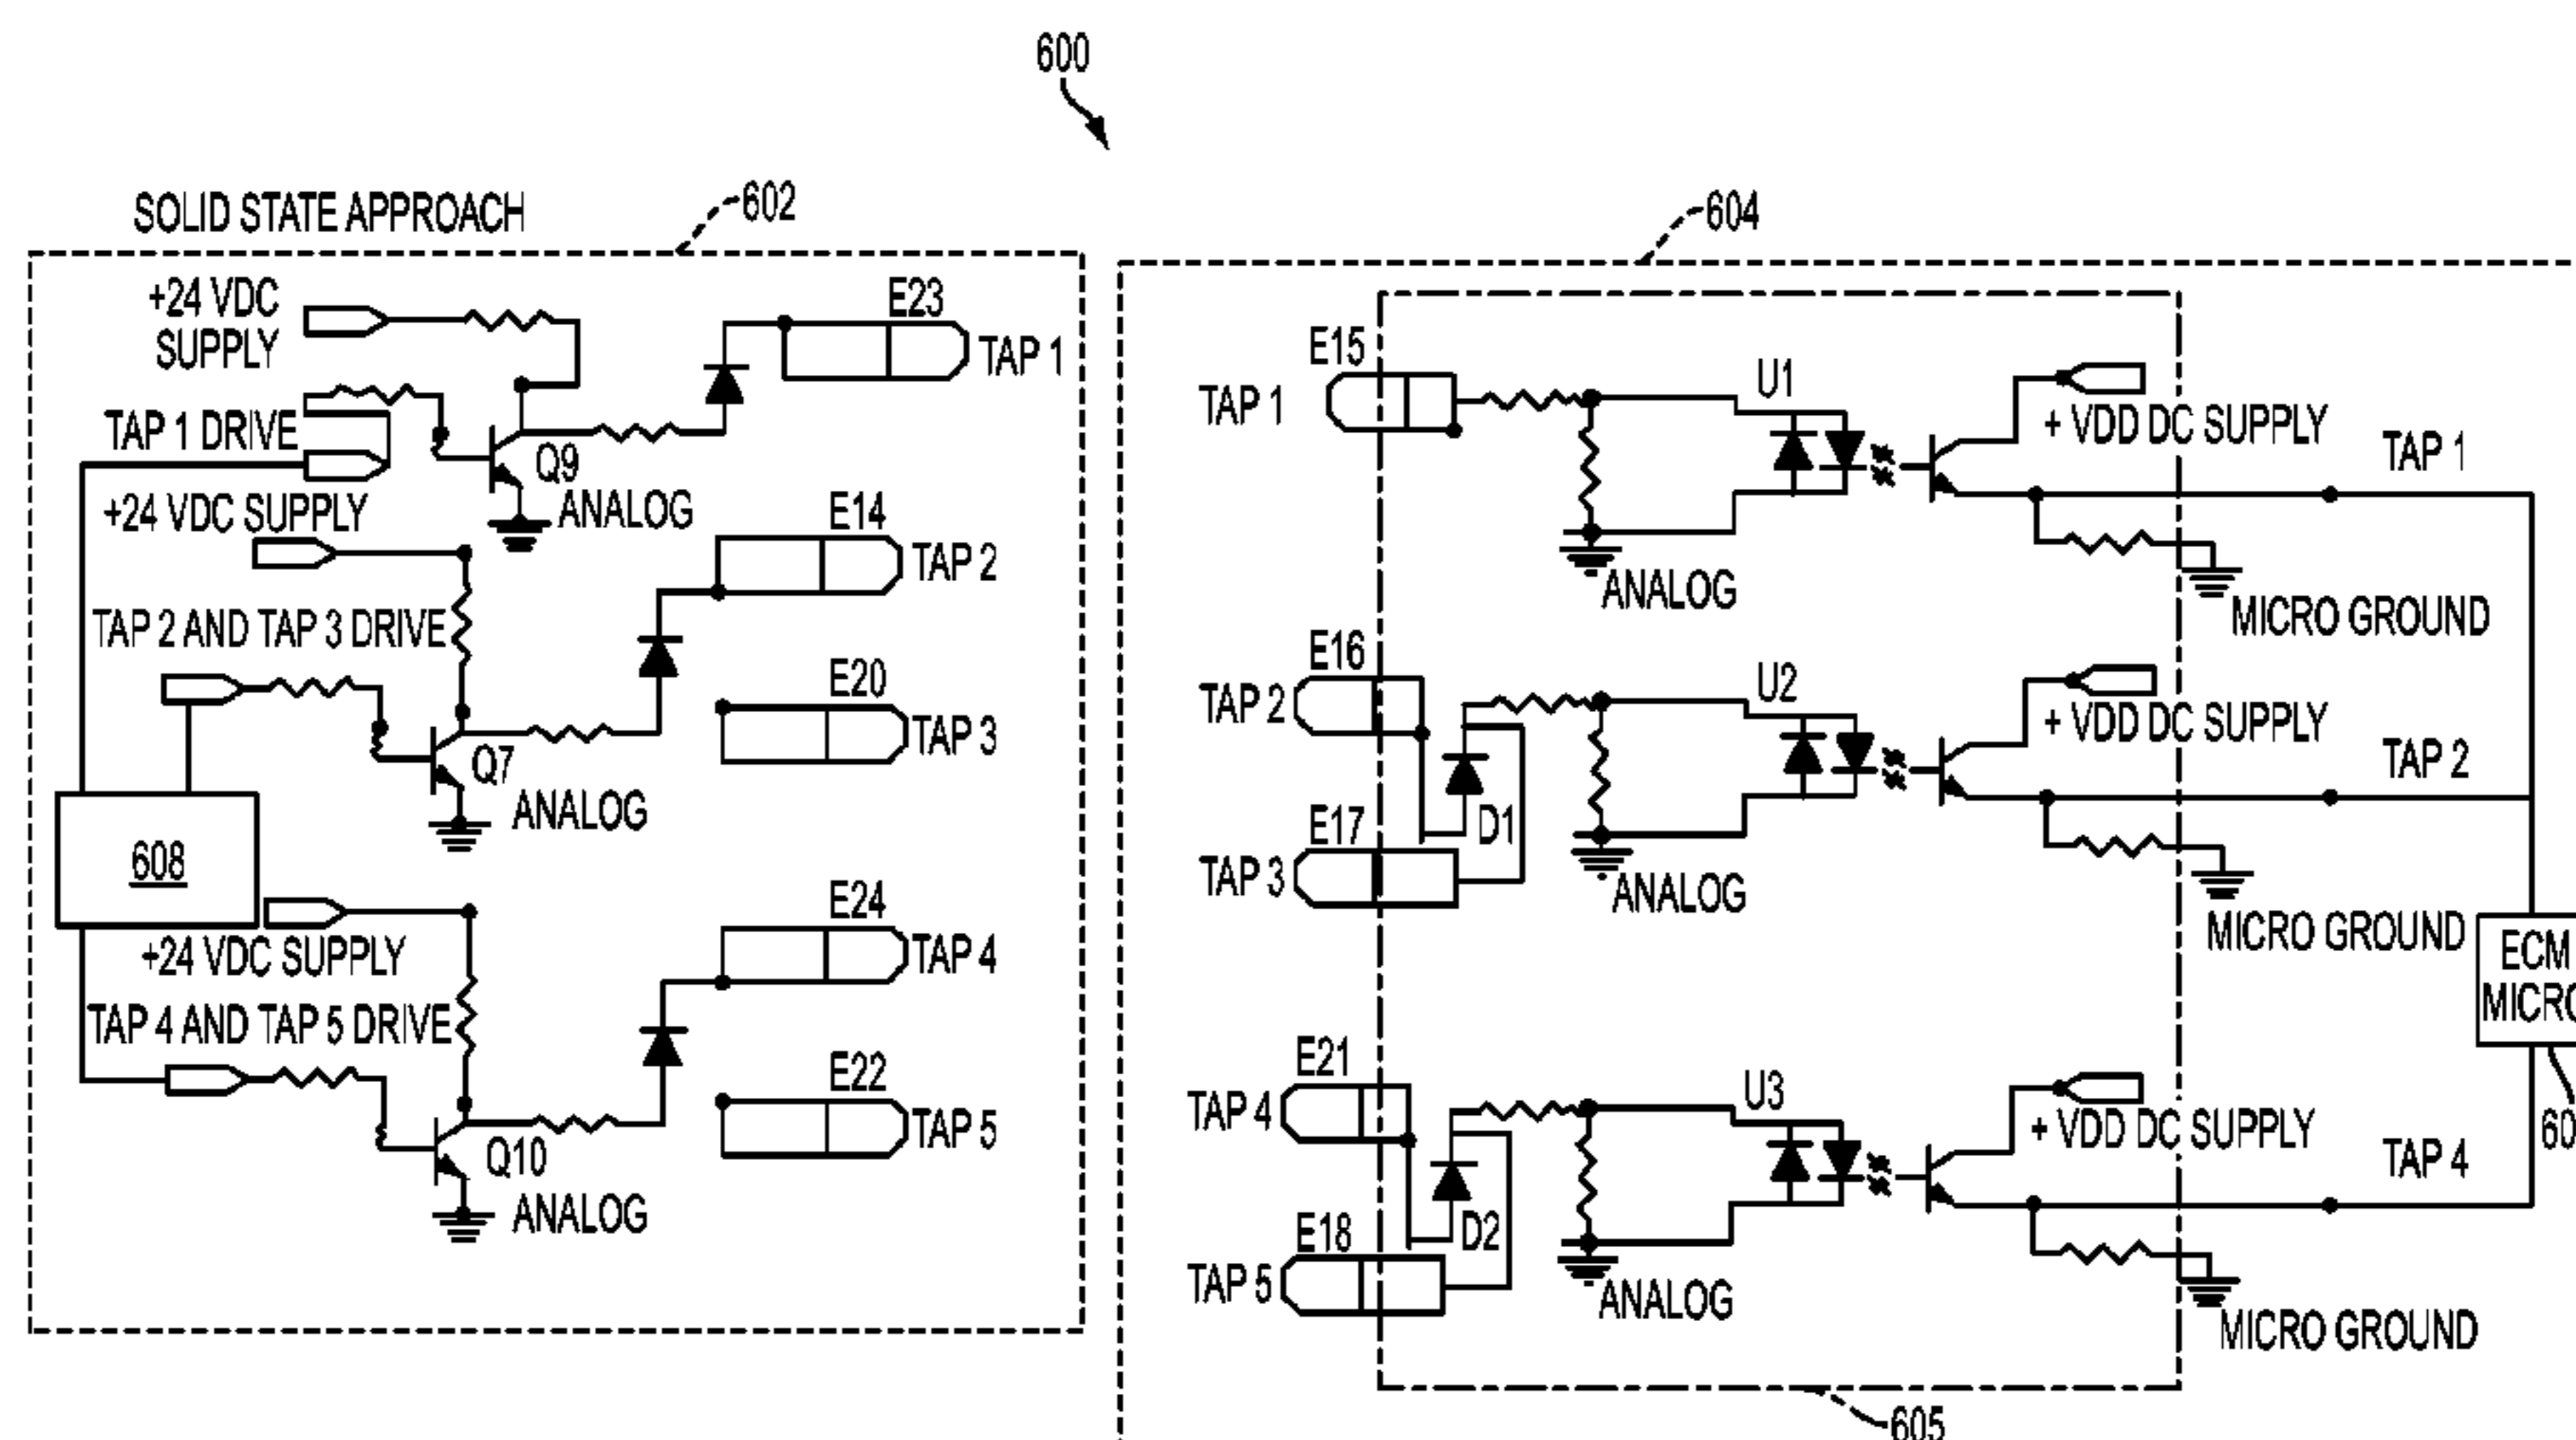 600
SOLID STATE APPROACH
602
604
+24 VDC
SUPPLY
E23
TAP 1
TAP 1 DRIVE
Q9
ANALOG
+24 VDC SUPPLY
E14
TAP 2
TAP 2 AND TAP 3 DRIVE
E20
TAP 3
Q7
ANALOG
608
+24 VDC SUPPLY
E24
TAP 4
TAP 4 AND TAP 5 DRIVE
E22
TAP 5
Q10
ANALOG
E15
TAP 1
U1
+ VDD DC SUPPLY
TAP 1
ANALOG
MICRO GROUND
E16
TAP 2
U2
+ VDD DC SUPPLY
TAP 2
D1
E17
TAP 3
ANALOG
MICRO GROUND
ECM
MICRO
E21
TAP 4
U3
+ VDD DC SUPPLY
TAP 4
D2
E18
TAP 5
ANALOG
MICRO GROUND
605